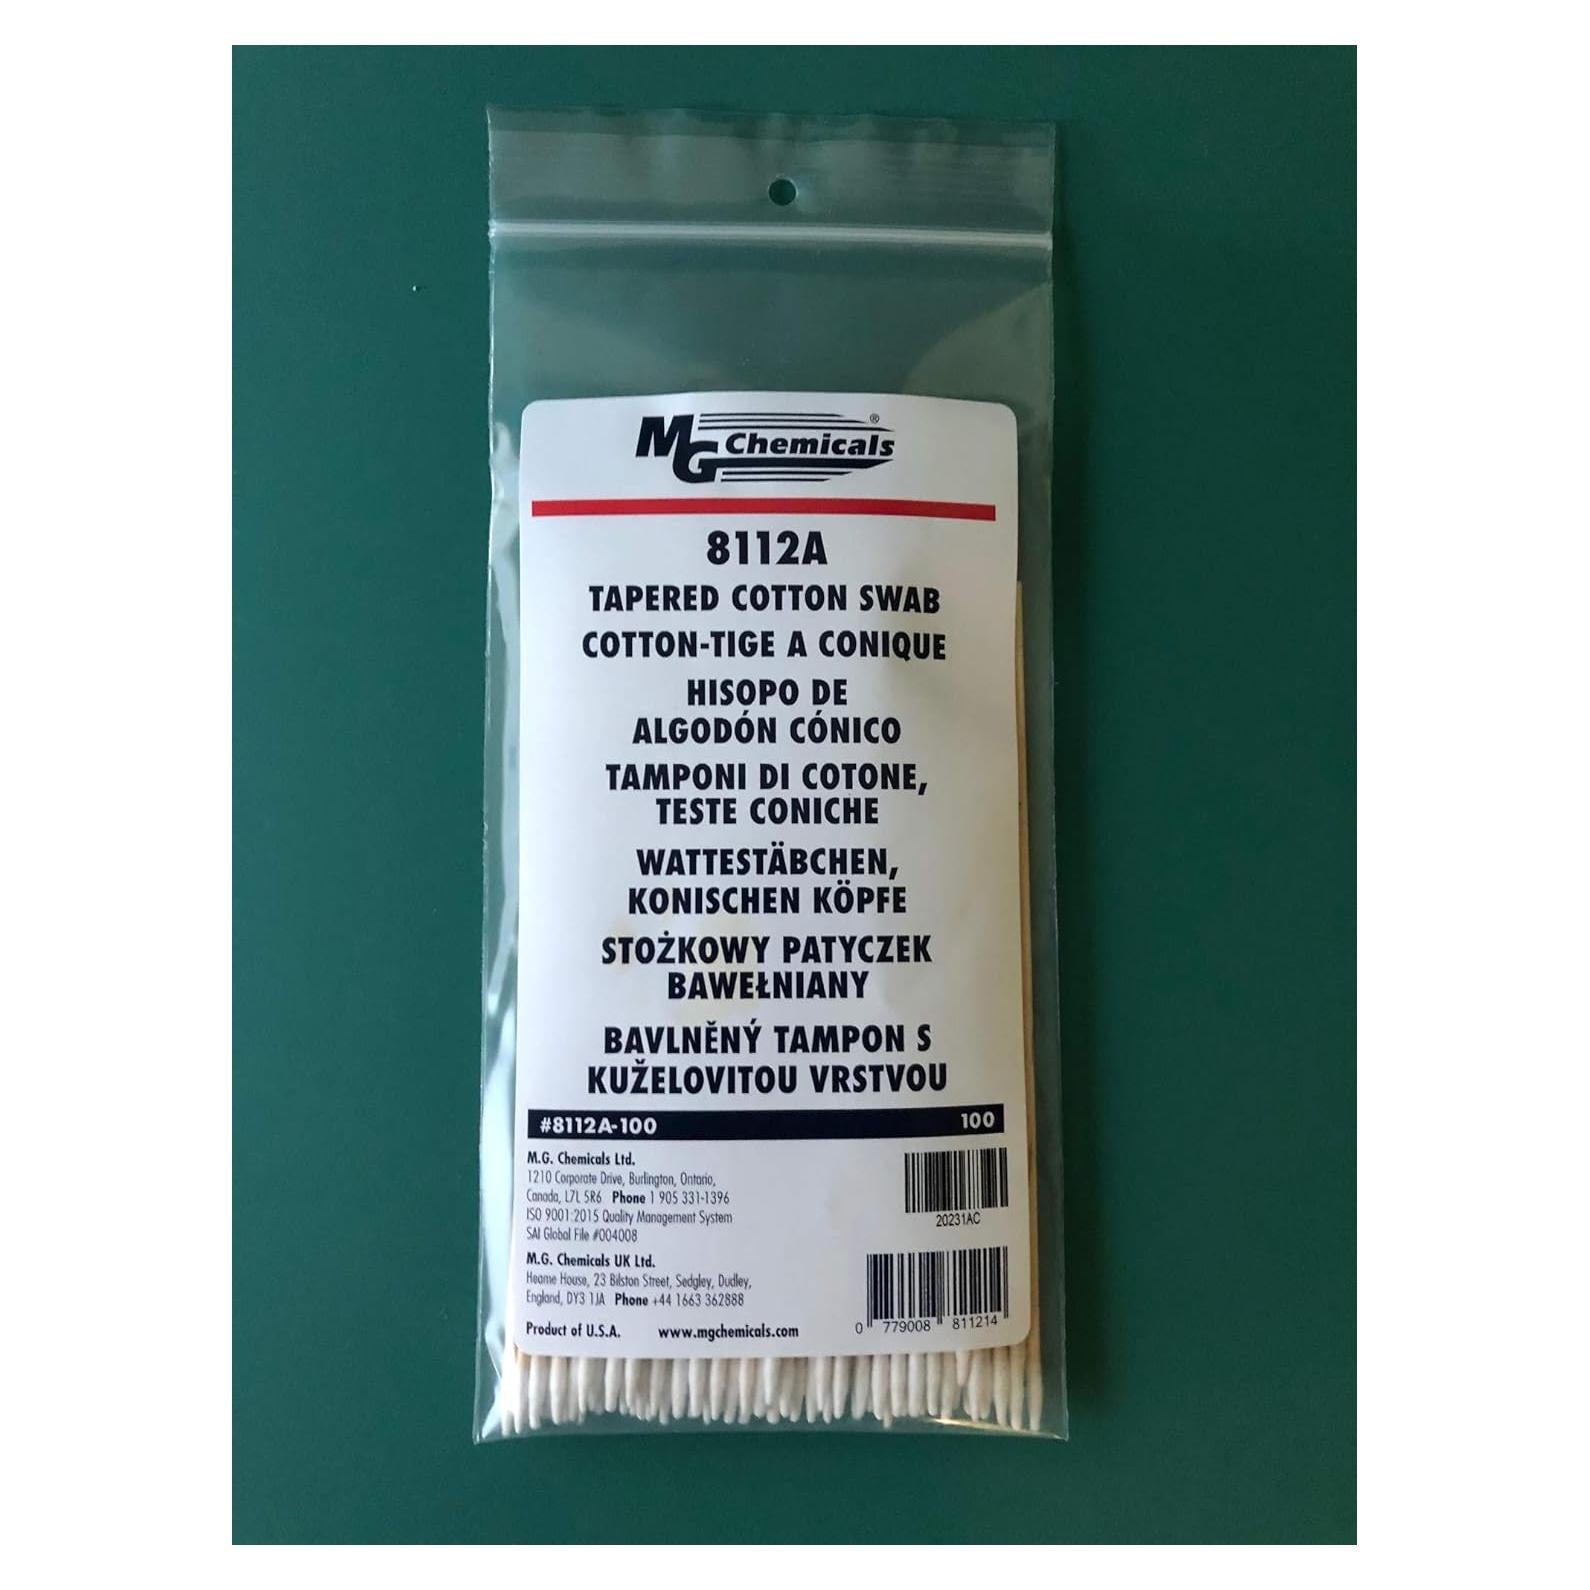 MG Chemicals®
8112A
TAPERED COTTON SWAB
COTTON-TIGE A CONIQUE
HISOPO DE
ALGODÓN CÓNICO
TAMPONI DI COTONE,
TESTE CONICHE
WATTESTÄBCHEN,
KONISCHEN KÖPFE
STOŻKOWY PATYCZEK
BAWEŁNIANY
BAVLNĚNÝ TAMPON S
KUŽELOVITOU VRSTVOU
#8112A-100 100
M.G. Chemicals Ltd.
1210 Corporate Drive, Burlington, Ontario,
Canada, L7L 5R6 Phone 1 905 331-1396
ISO 9001:2015 Quality Management System
SAI Global File #004008
20231AC
M.G. Chemicals UK Ltd.
Hearne House, 23 Bilston Street, Sedgley, Dudley,
England, DY3 1JA Phone +44 1663 362888
Product of U.S.A. www.mgchemicals.com
0 779008 811214